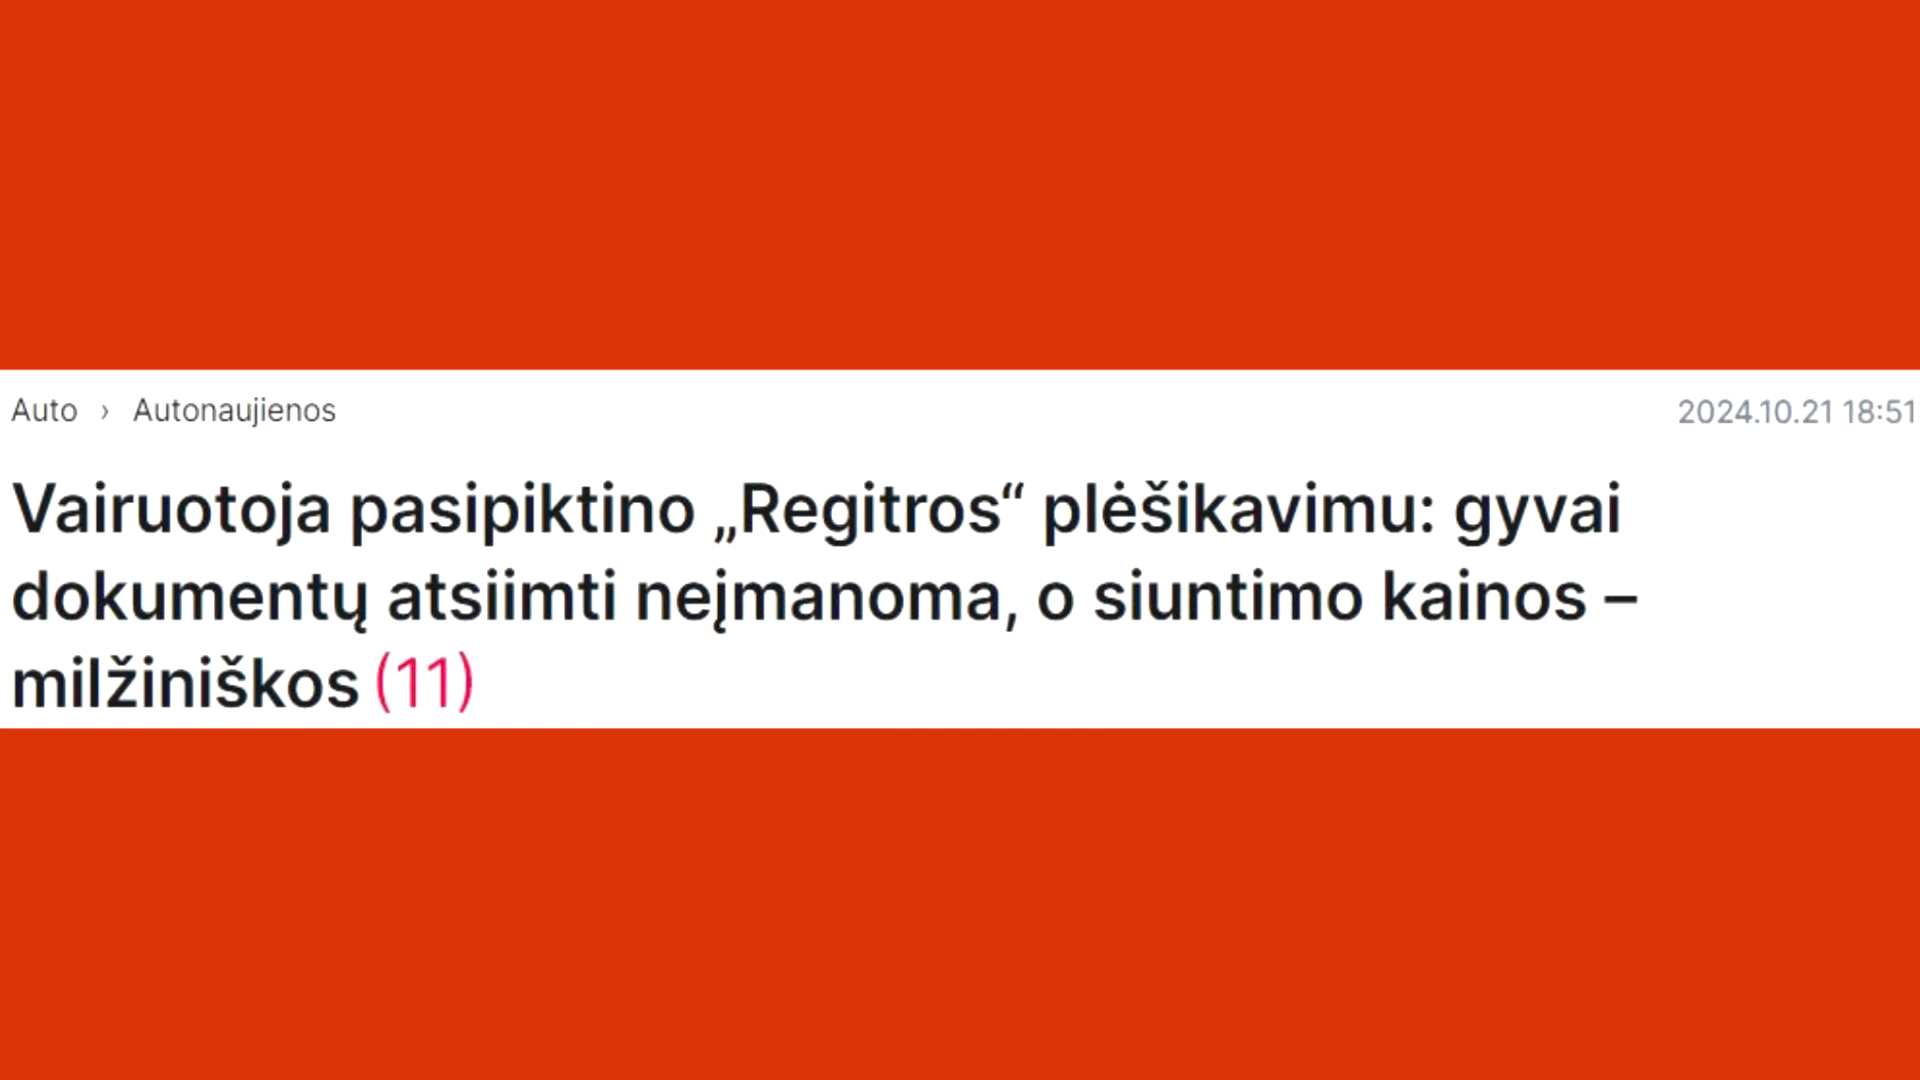 Auto › Autonaujienos
2024.10.21 18:51
Vairuotoja pasipiktino „Regitros“ plėšikavimu: gyvai
dokumentų atsiimti neįmanoma, o siuntimo kainos –
milžiniškos (11)